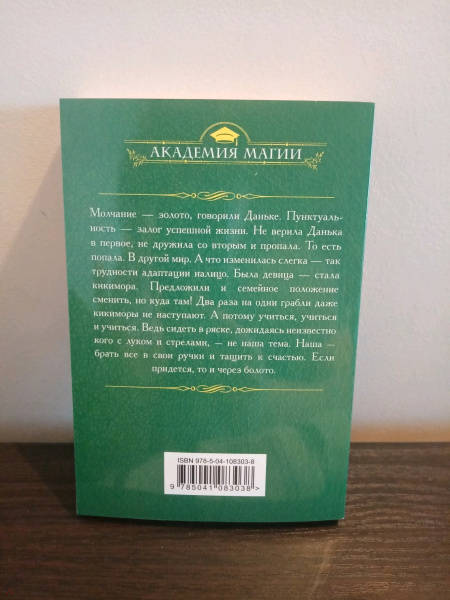 АКАДЕМИЯ МАГИИ
Молчание — золото, говорили Даньке. Пунктуаль-
ность — залог успешной жизни. Не верила Данька
в первое, не дружила со вторым и пропала. То есть
попала. В другой мир. А что изменилась слегка — так
трудности адаптации налицо. Была девица — стала
кикимора. Предложили и семейное положение
сменить, но куда там! Два раза на одни грабли даже
кикиморы не наступают. А потому учиться, учиться
и учиться. Ведь сидеть в ряске, дожидаясь неизвестно
кого с луком и стрелами, — не наша тема. Наша —
брать все в свои ручки и тащить к счастью. Если
придется, то и через болото.
ISBN 978-5-04-108303-8
9 785041 083038 >